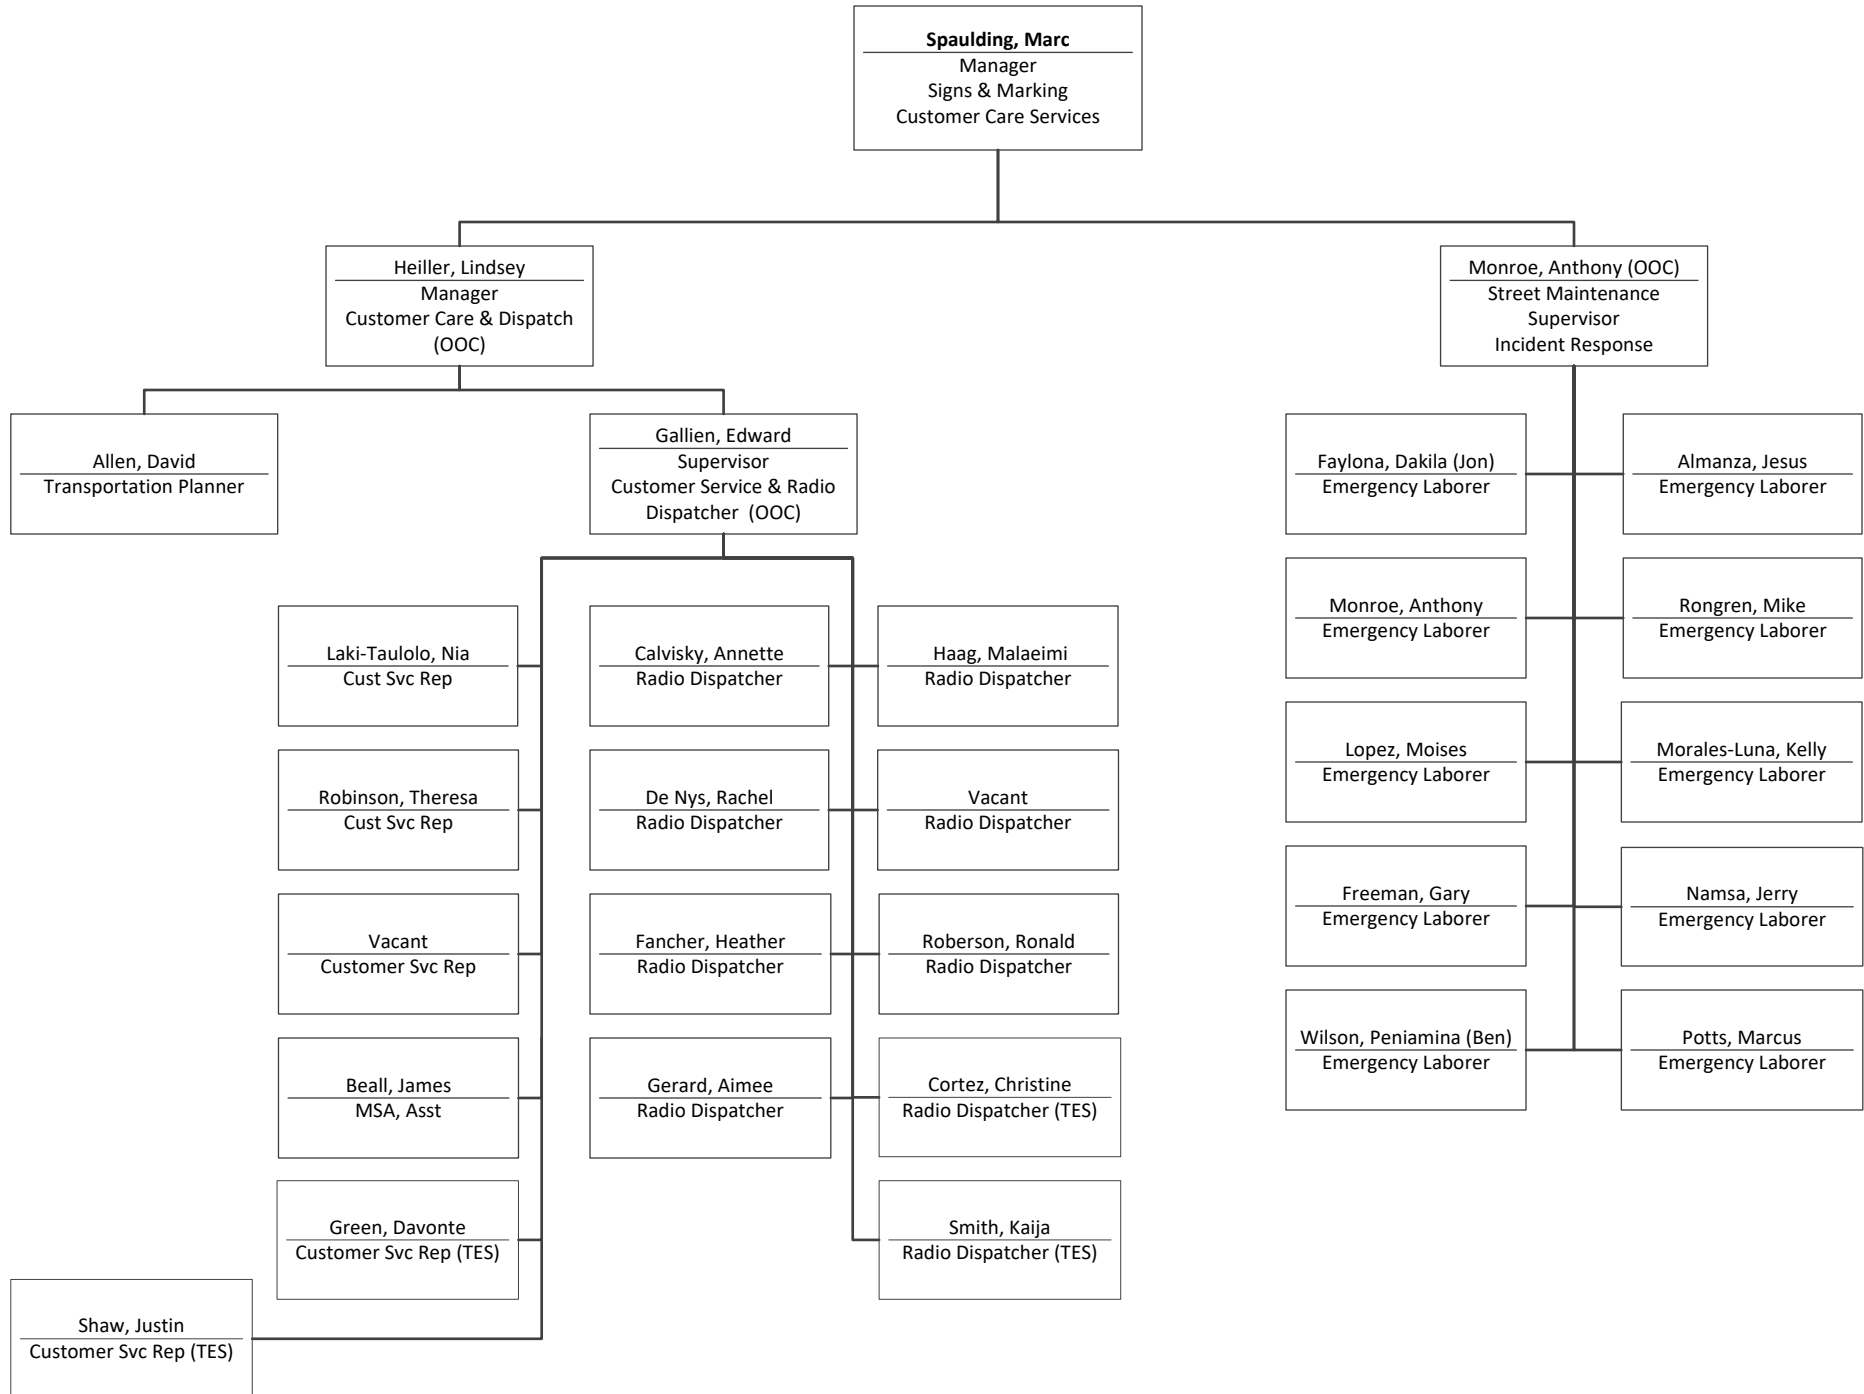 Spaulding, Marc
Manager
Signs & Marking
Customer Care Services
Heiller, Lindsey
Manager
Customer Care & Dispatch
(OOC)
Monroe, Anthony (OOC)
Street Maintenance
Supervisor
Incident Response
Allen, David
Transportation Planner
Gallien, Edward
Supervisor
Customer Service & Radio
Dispatcher (OOC)
Faylona, Dakila (Jon)
Emergency Laborer
Almanza, Jesus
Emergency Laborer
Monroe, Anthony
Emergency Laborer
Rongren, Mike
Emergency Laborer
Laki-Taulolo, Nia
Cust Svc Rep
Calvisky, Annette
Radio Dispatcher
Haag, Malaeimi
Radio Dispatcher
Lopez, Moises
Emergency Laborer
Morales-Luna, Kelly
Emergency Laborer
Robinson, Theresa
Cust Svc Rep
De Nys, Rachel
Radio Dispatcher
Vacant
Radio Dispatcher
Freeman, Gary
Emergency Laborer
Namsa, Jerry
Emergency Laborer
Vacant
Customer Svc Rep
Fancher, Heather
Radio Dispatcher
Roberson, Ronald
Radio Dispatcher
Wilson, Peniamina (Ben)
Emergency Laborer
Potts, Marcus
Emergency Laborer
Beall, James
MSA, Asst
Gerard, Aimee
Radio Dispatcher
Cortez, Christine
Radio Dispatcher (TES)
Green, Davonte
Customer Svc Rep (TES)
Smith, Kaija
Radio Dispatcher (TES)
Shaw, Justin
Customer Svc Rep (TES)